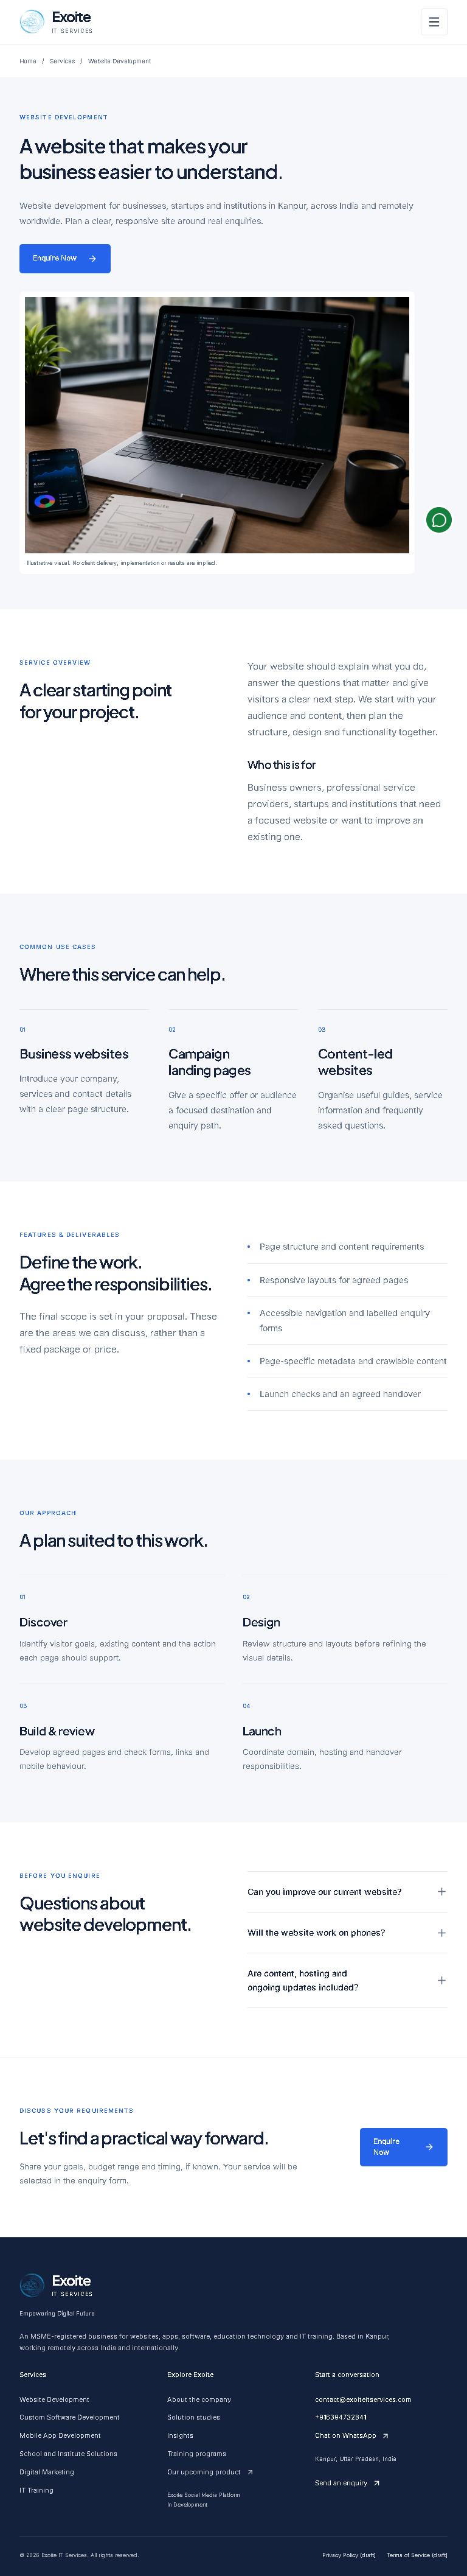 Exoite
IT SERVICES
Home / Services / Website Development
WEBSITE DEVELOPMENT
A website that makes your
business easier to understand.
Website development for businesses, startups and institutions in Kanpur, across India and remotely
worldwide. Plan a clear, responsive site around real enquiries.
Enquire Now
Illustrative visual. No client delivery, implementation or results are implied.
SERVICE OVERVIEW
A clear starting point
for your project.
Your website should explain what you do,
answer the questions that matter and give
visitors a clear next step. We start with your
audience and content, then plan the
structure, design and functionality together.
Who this is for
Business owners, professional service
providers, startups and institutions that need
a focused website or want to improve an
existing one.
COMMON USE CASES
Where this service can help.
01
Business websites
Introduce your company,
services and contact details
with a clear page structure.
02
Campaign
landing pages
Give a specific offer or audience
a focused destination and
enquiry path.
03
Content-led
websites
Organise useful guides, service
information and frequently
asked questions.
FEATURES & DELIVERABLES
Define the work.
Agree the responsibilities.
The final scope is set in your proposal. These
are the areas we can discuss, rather than a
fixed package or price.
Page structure and content requirements
Responsive layouts for agreed pages
Accessible navigation and labelled enquiry
forms
Page-specific metadata and crawlable content
Launch checks and an agreed handover
OUR APPROACH
A plan suited to this work.
01
Discover
Identify visitor goals, existing content and the action
each page should support.
02
Design
Review structure and layouts before refining the
visual details.
03
Build & review
Develop agreed pages and check forms, links and
mobile behaviour.
04
Launch
Coordinate domain, hosting and handover
responsibilities.
BEFORE YOU ENQUIRE
Questions about
website development.
Can you improve our current website?
Will the website work on phones?
Are content, hosting and
ongoing updates included?
DISCUSS YOUR REQUIREMENTS
Let's find a practical way forward.
Share your goals, budget range and timing, if known. Your service will be
selected in the enquiry form.
Enquire
Now
Exoite
IT SERVICES
Empowering Digital Future
An MSME-registered business for websites, apps, software, education technology and IT training. Based in Kanpur,
working remotely across India and internationally.
Services
Website Development
Custom Software Development
Mobile App Development
School and Institute Solutions
Digital Marketing
IT Training
Explore Exoite
About the company
Solution studies
Insights
Training programs
Our upcoming product
Exoite Social Media Platform
In Development
Start a conversation
contact@exoiteitservices.com
+916394732841
Chat on WhatsApp
Kanpur, Uttar Pradesh, India
Send an enquiry
© 2026 Exoite IT Services. All rights reserved.
Privacy Policy (draft) Terms of Service (draft)